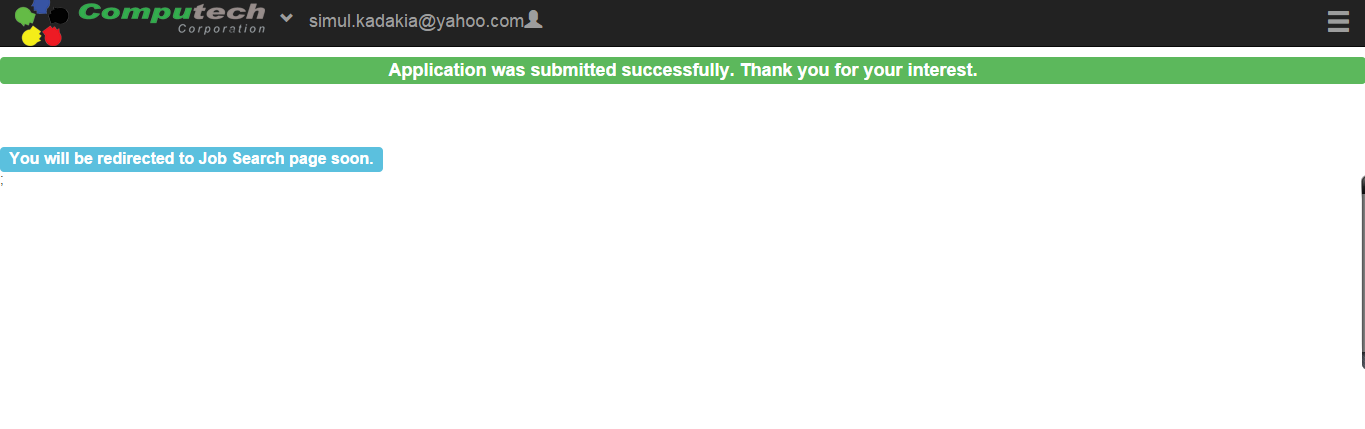 Computech
Corporation
simul.kadakia@yahoo.com
Application was submitted successfully. Thank you for your interest.
You will be redirected to Job Search page soon.
;